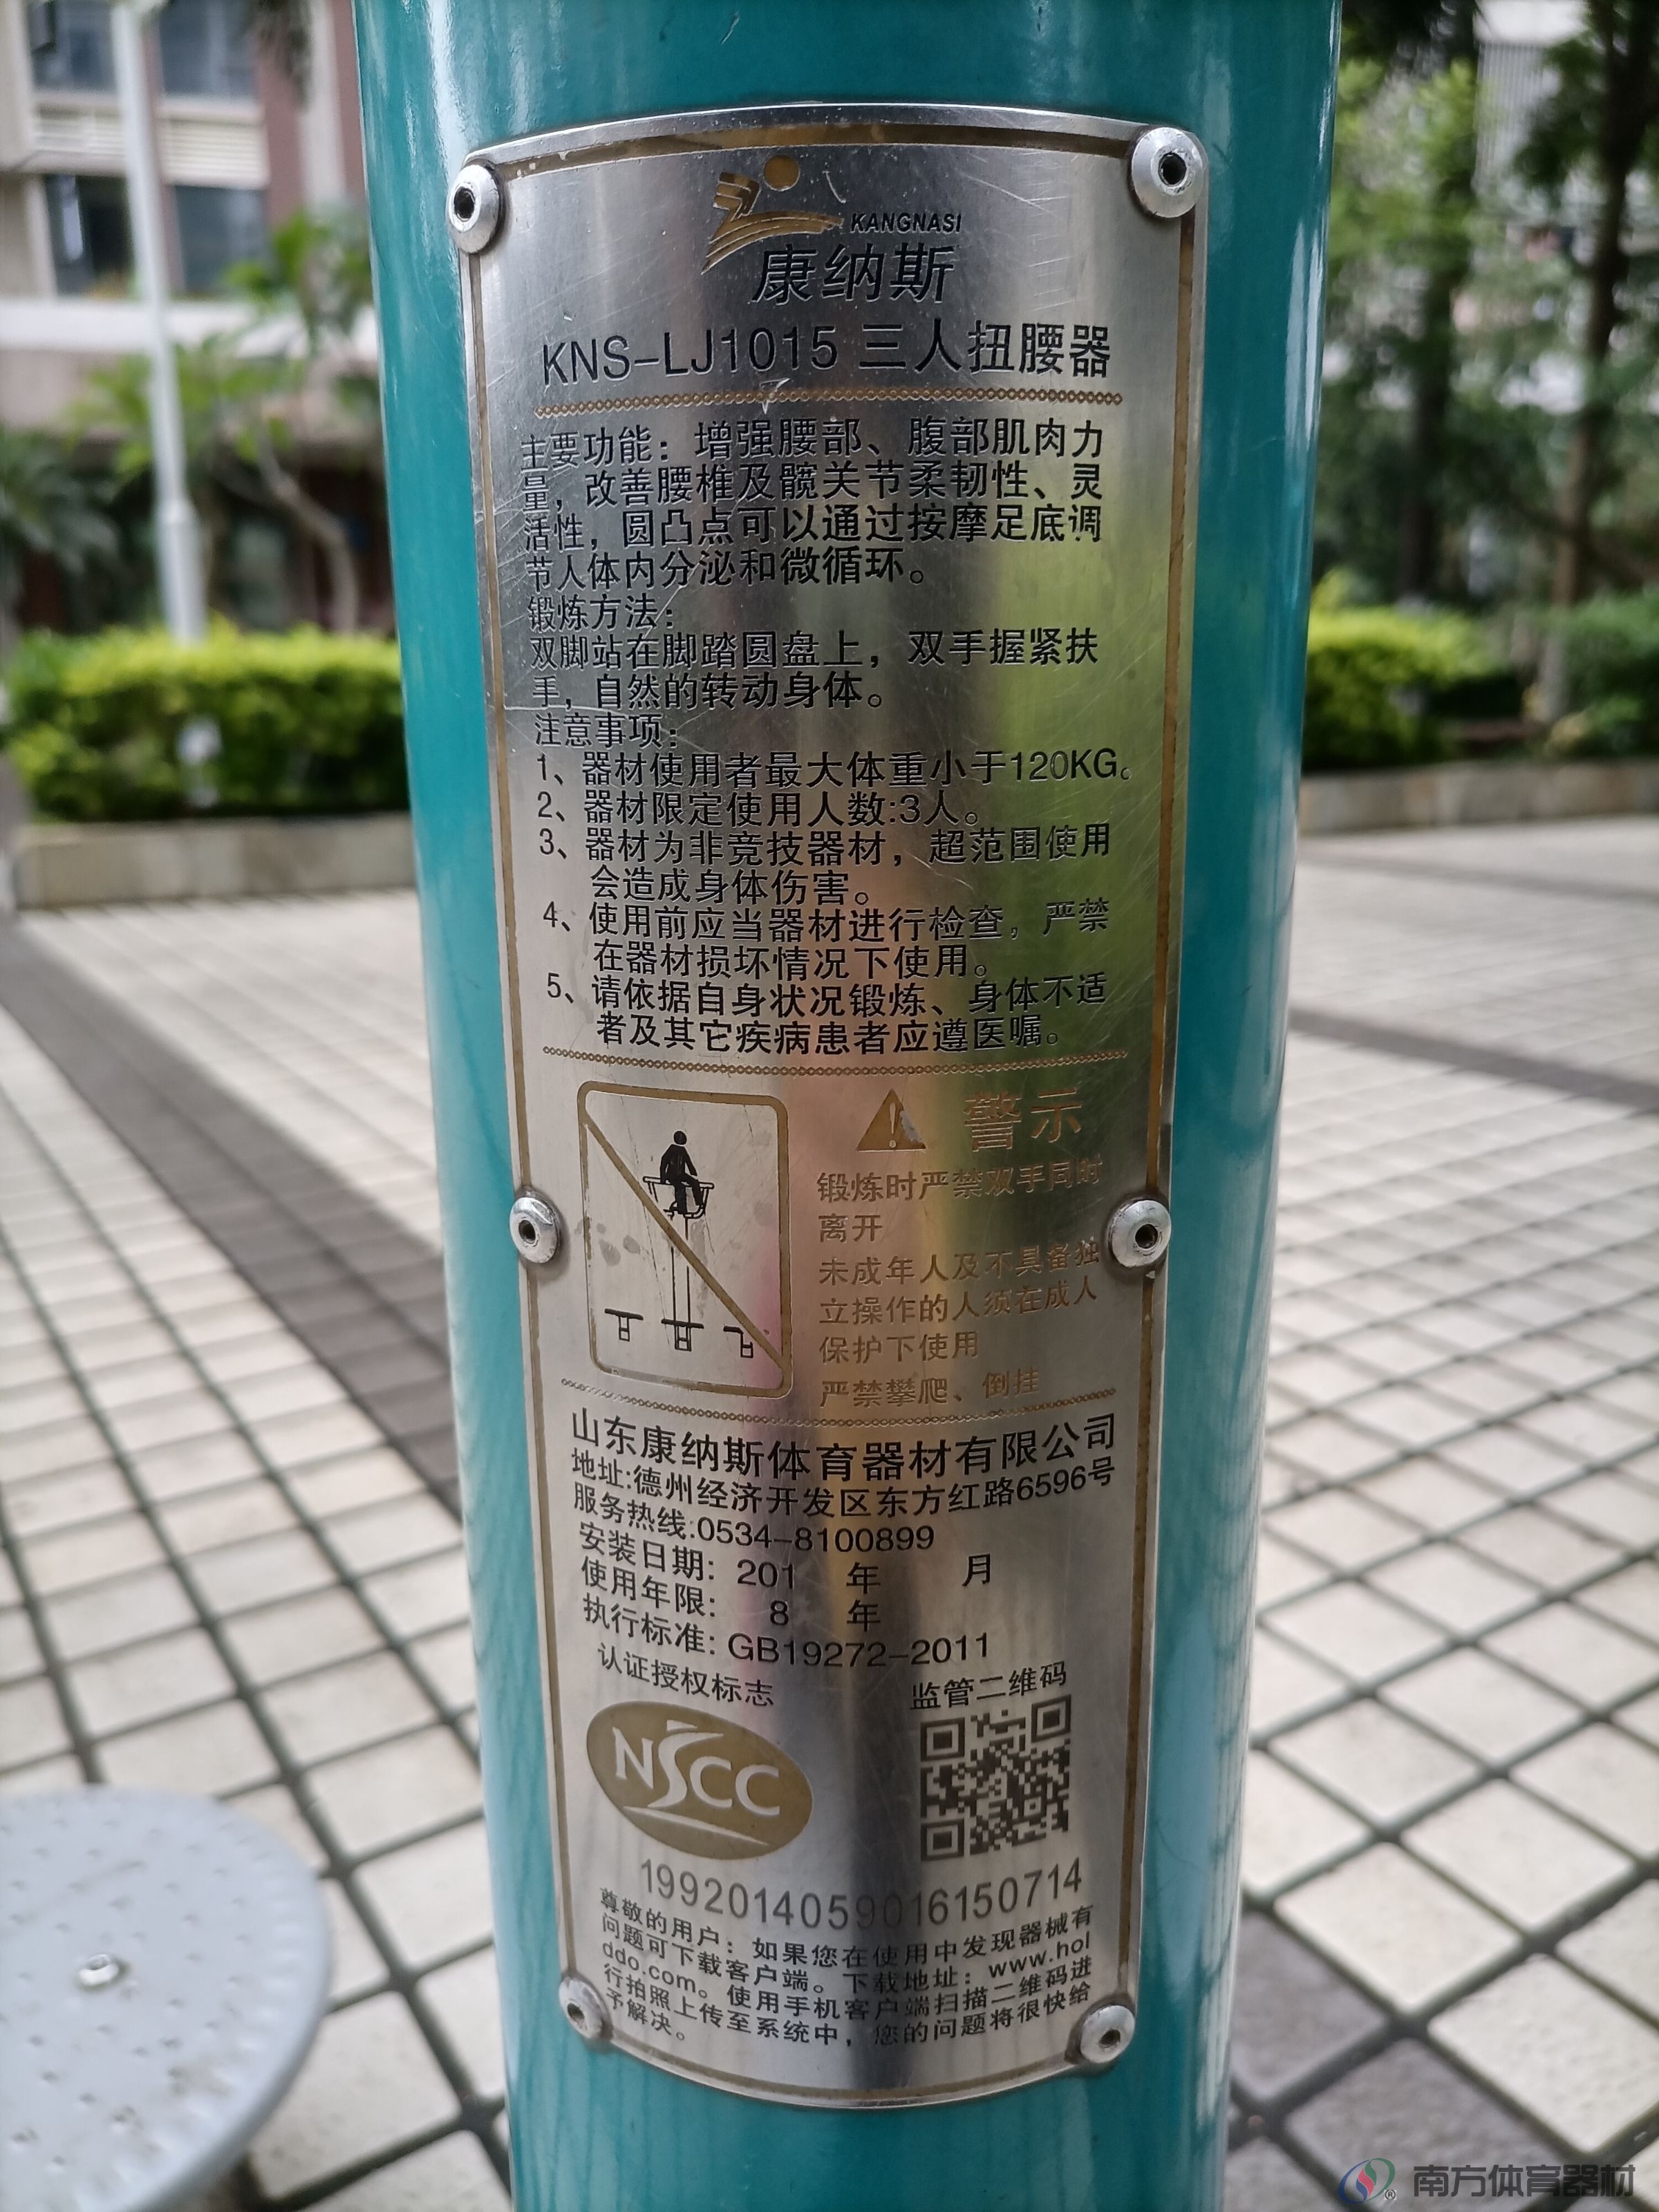 KANGNASI
康纳斯
KNS-LJ1015 三人扭腰器
主要功能：增强腰部、腹部肌肉力
量，改善腰椎及髋关节柔韧性、灵
活性，圆凸点可以通过按摩足底调
节人体内分泌和微循环。
锻炼方法：
双脚站在脚踏圆盘上，双手握紧扶
手，自然的转动身体。
注意事项：
1、器材使用者最大体重小于120KG。
2、器材限定使用人数:3人。
3、器材为非竞技器材，超范围使用
会造成身体伤害。
4、使用前应当器材进行检查，严禁
在器材损坏情况下使用。
5、请依据自身状况锻炼、身体不适
者及其它疾病患者应遵医嘱。
警示
锻炼时严禁双手同时
离开
未成年人及不具备独
立操作的人须在成人
保护下使用
严禁攀爬、倒挂
山东康纳斯体育器材有限公司
地址:德州经济开发区东方红路6596号
服务热线:0534-8100899
安装日期: 201 年 月
使用年限: 8 年
执行标准: GB19272-2011
认证授权标志 监管二维码
NSCC
1992014059016150714
尊敬的用户：如果您在使用中发现器械有
问题可下载客户端。下载地址：www.hol
ddo.com。使用手机客户端扫描二维码进
行拍照上传至系统中，您的问题将很快给
予解决。
南方体育器材